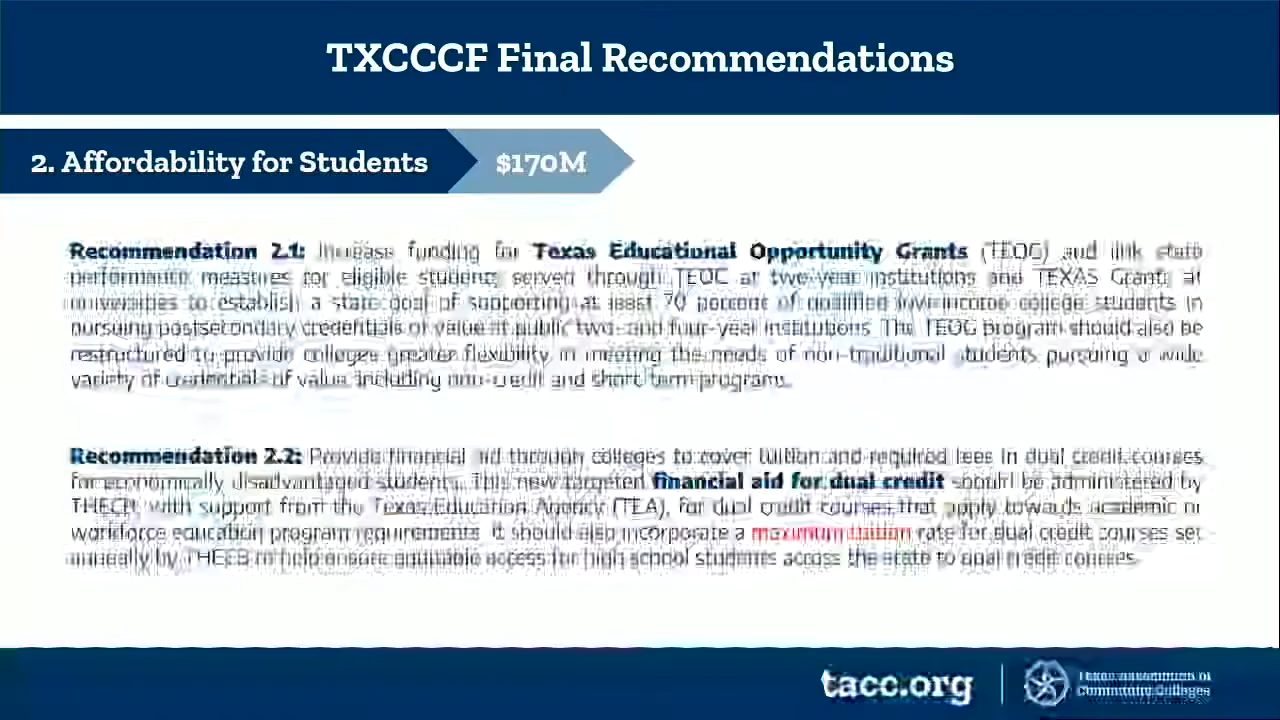 TXCCCF Final Recommendations
2. Affordability for Students
$170M
Recommendation 2.1: Increase funding for Texas Educational Opportunity Grants (TEOG) and link state
performance measures for eligible students served through TEOG at two-year institutions and TEXAS Grants at
universities to establish a state goal of supporting at least 70 percent of qualified low-income college students in
pursuing postsecondary credentials of value at public two- and four-year institutions. The TEOG program should also be
restructured to provide colleges greater flexibility in meeting the needs of non-traditional students pursuing a wide
variety of credentials of value, including non-credit and short-term programs.
Recommendation 2.2: Provide financial aid through colleges to cover tuition and required fees in dual credit courses
for economically disadvantaged students. This new targeted financial aid for dual credit should be administered by
THECB, with support from the Texas Education Agency (TEA), for dual credit courses that apply towards academic or
workforce education program requirements. It should also incorporate a maximum tuition rate for dual credit courses set
annually by THECB to help ensure equitable access for high school students across the state to dual credit courses.
tacc.org
Texas Association of
Community Colleges